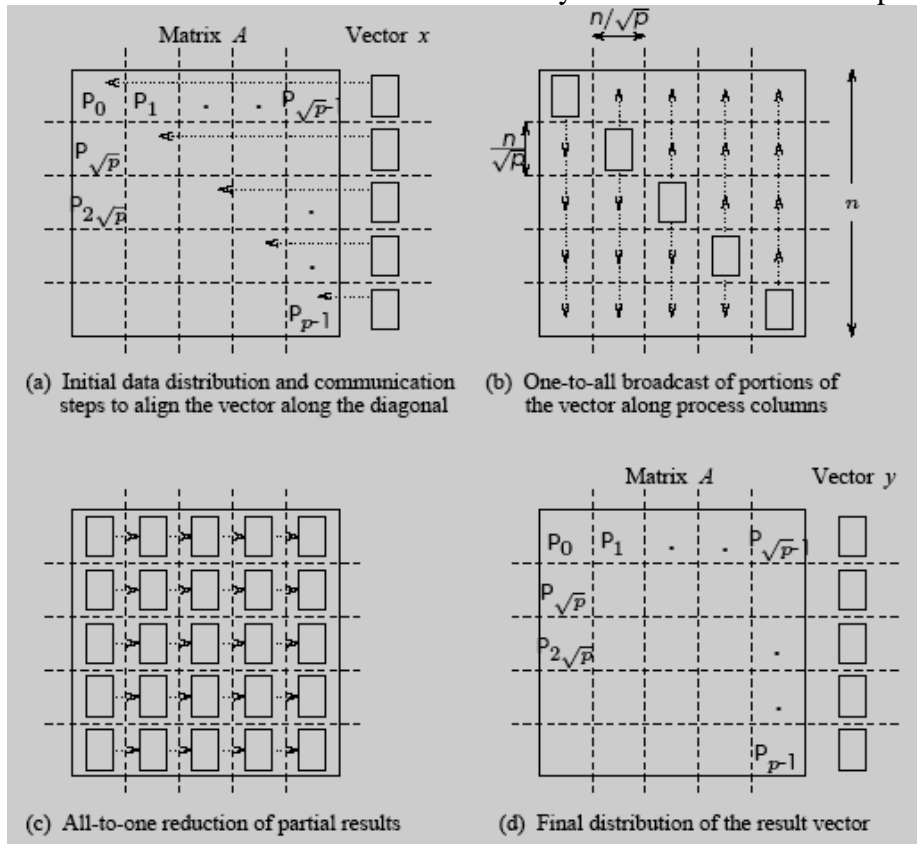 Matrix A Vector x
P₀ P₁ . . P√p-1
P√p
P₂√p .
.
Pp-1
(a) Initial data distribution and communication
steps to align the vector along the diagonal
n/√p
n/√p
n
(b) One-to-all broadcast of portions of
the vector along process columns
(c) All-to-one reduction of partial results
Matrix A Vector y
P₀ P₁ . . P√p-1
P√p
P₂√p .
.
Pp-1
(d) Final distribution of the result vector